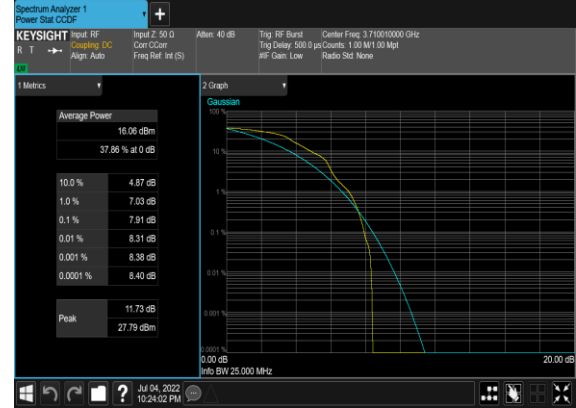 Spectrum Analyzer 1
Power Stat CCDF
+
KEYSIGHT
R T
LXI
Input: RF
Coupling: DC
Align: Auto
Input Z: 50 Ω
Corr CCorr
Freq Ref: Int (S)
Atten: 40 dB
Trig: RF Burst
Trig Delay: 500.0 µs
#IF Gain: Low
Center Freq: 3.710010000 GHz
Counts: 1.00 M/1.00 Mpt
Radio Std: None
1 Metrics
Average Power
16.06 dBm
37.86 % at 0 dB
10.0 % 4.87 dB
1.0 % 7.03 dB
0.1 % 7.91 dB
0.01 % 8.31 dB
0.001 % 8.38 dB
0.0001 % 8.40 dB
Peak
11.73 dB
27.79 dBm
2 Graph
Gaussian
100 %
10 %
1 %
0.1 %
0.01 %
0.001 %
0.0001 %
0.00 dB 20.00 dB
Info BW 25.000 MHz
?
Jul 04, 2022
10:24:02 PM